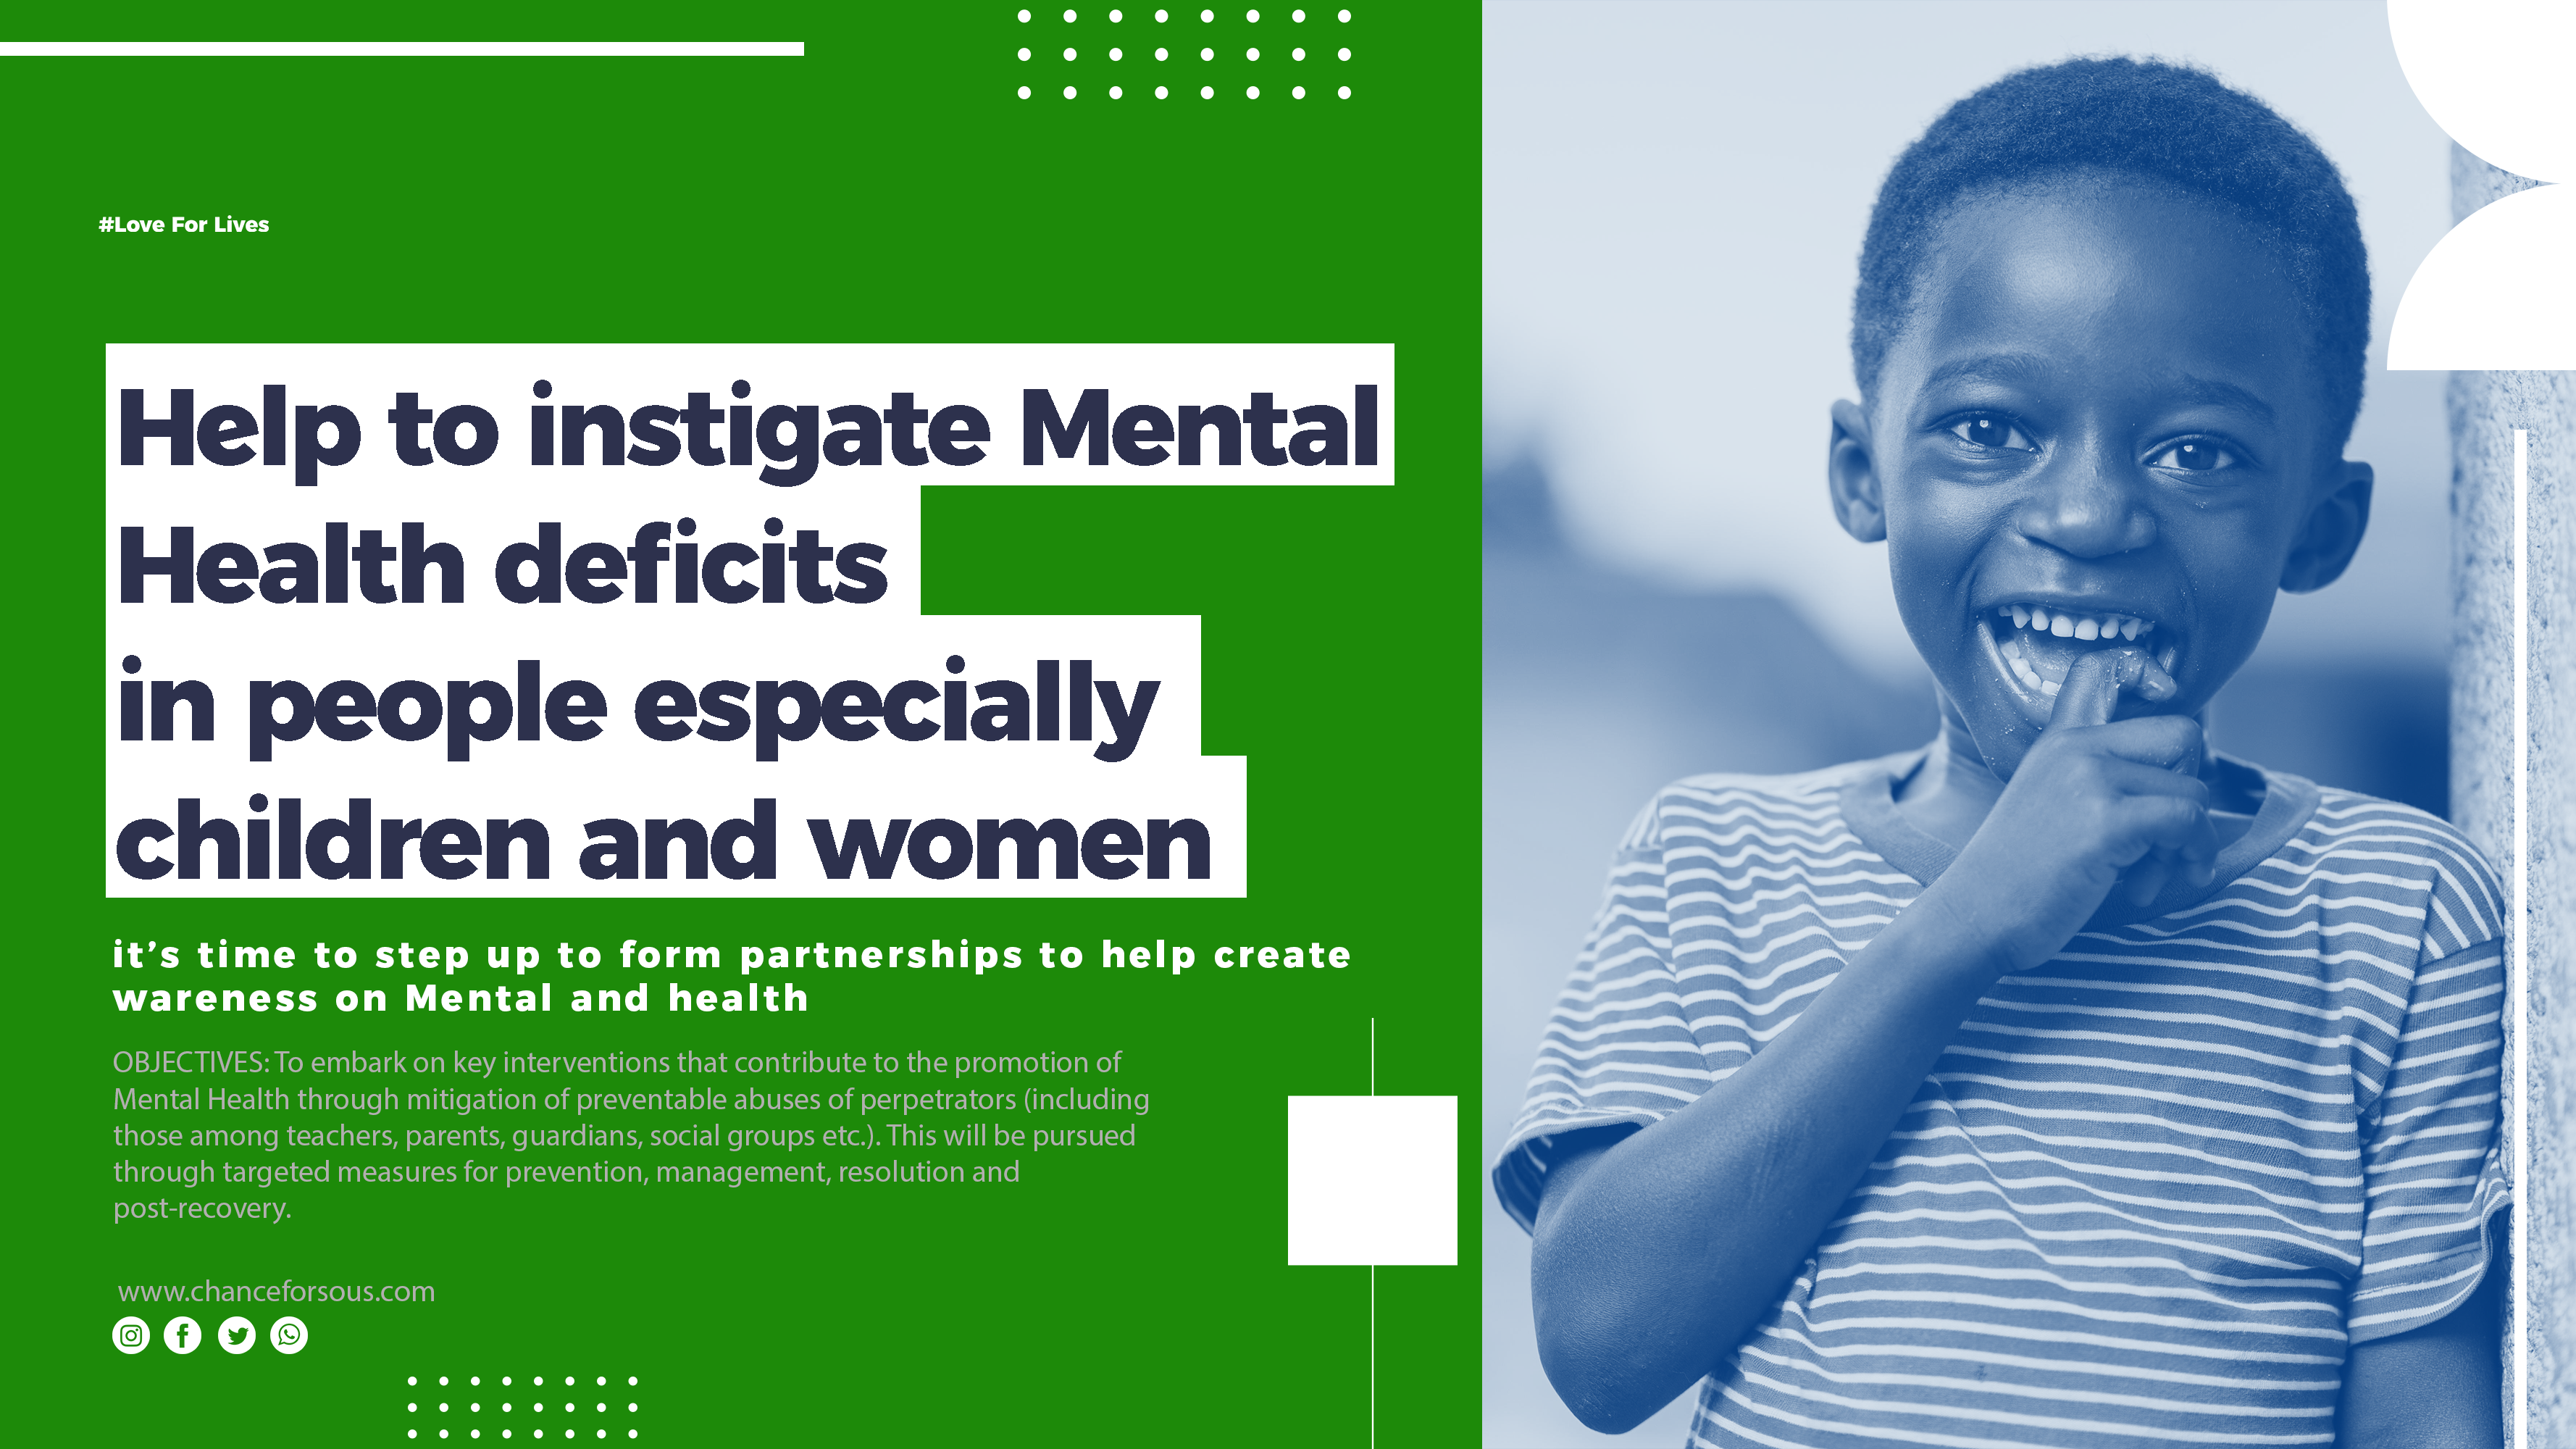 #Love For Lives
Help to instigate Mental
Health deficits
in people especially
children and women
it’s time to step up to form partnerships to help create
wareness on Mental and health
OBJECTIVES: To embark on key interventions that contribute to the promotion of
Mental Health through mitigation of preventable abuses of perpetrators (including
those among teachers, parents, guardians, social groups etc.). This will be pursued
through targeted measures for prevention, management, resolution and
post-recovery.
www.chanceforsous.com